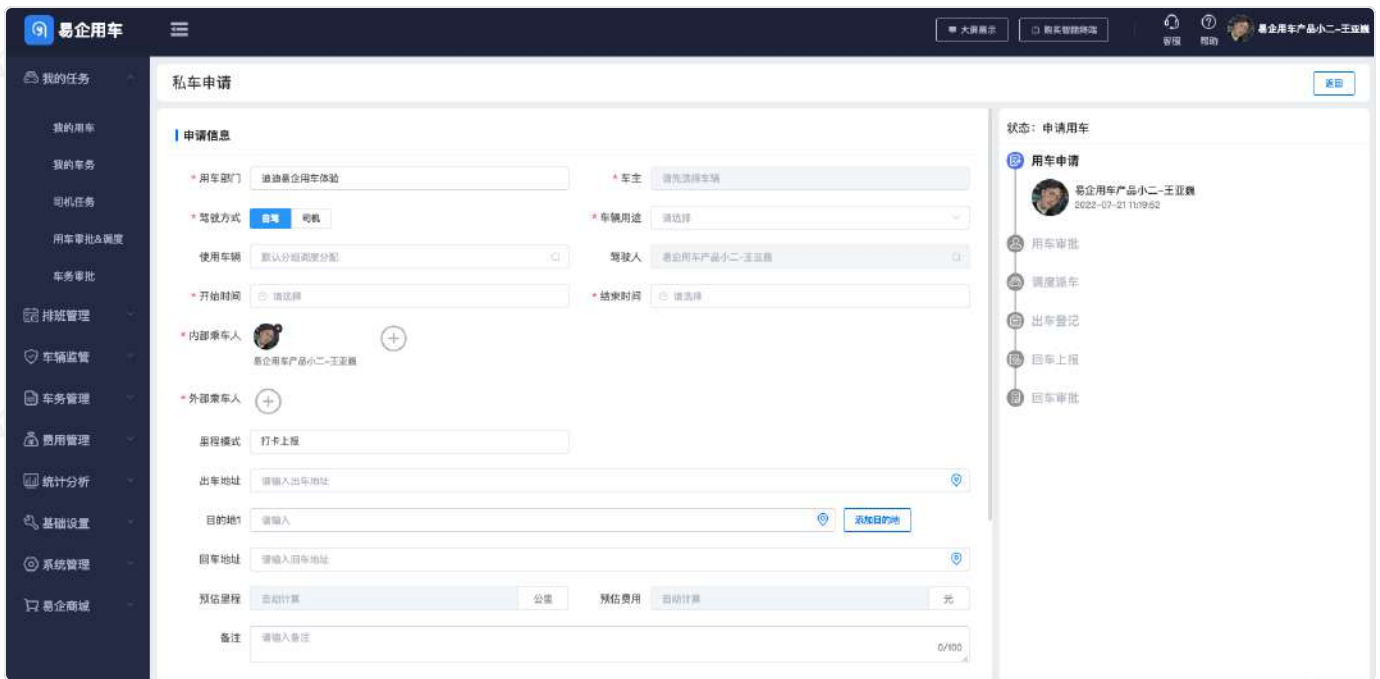 易企用车
大屏展示
购买智能终端
客服
帮助
易企用车产品小二-王亚巍
我的任务
我的用车
我的车务
司机任务
用车审批&调度
车务审批
排班管理
车辆监管
车务管理
费用管理
统计分析
基础设置
系统管理
易企商城
私车申请
返回
申请信息
* 用车部门 迪迪易企用车体验
* 车主 请先选择车辆
* 驾驶方式 自驾 司机
* 车辆用途 请选择
使用车辆 默认分组调度分配
驾驶人 易企用车产品小二-王亚巍
* 开始时间 请选择
* 结束时间 请选择
* 内部乘车人
易企用车产品小二-王亚巍
* 外部乘车人
里程模式 打卡上报
出车地址 请输入出车地址
目的地1 请输入 添加目的地
回车地址 请输入回车地址
预估里程 自动计算 公里
预估费用 自动计算 元
备注 请输入备注
0/100
状态：申请用车
用车申请
易企用车产品小二-王亚巍
2022-07-21 11:19:52
用车审批
调度派车
出车登记
回车上报
回车审批